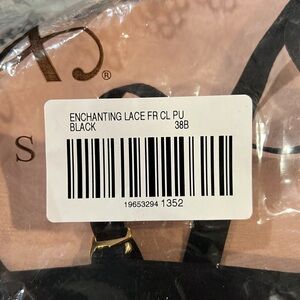 ®
S
ENCHANTING LACE FR CL PU
BLACK 38B
19653294 1352